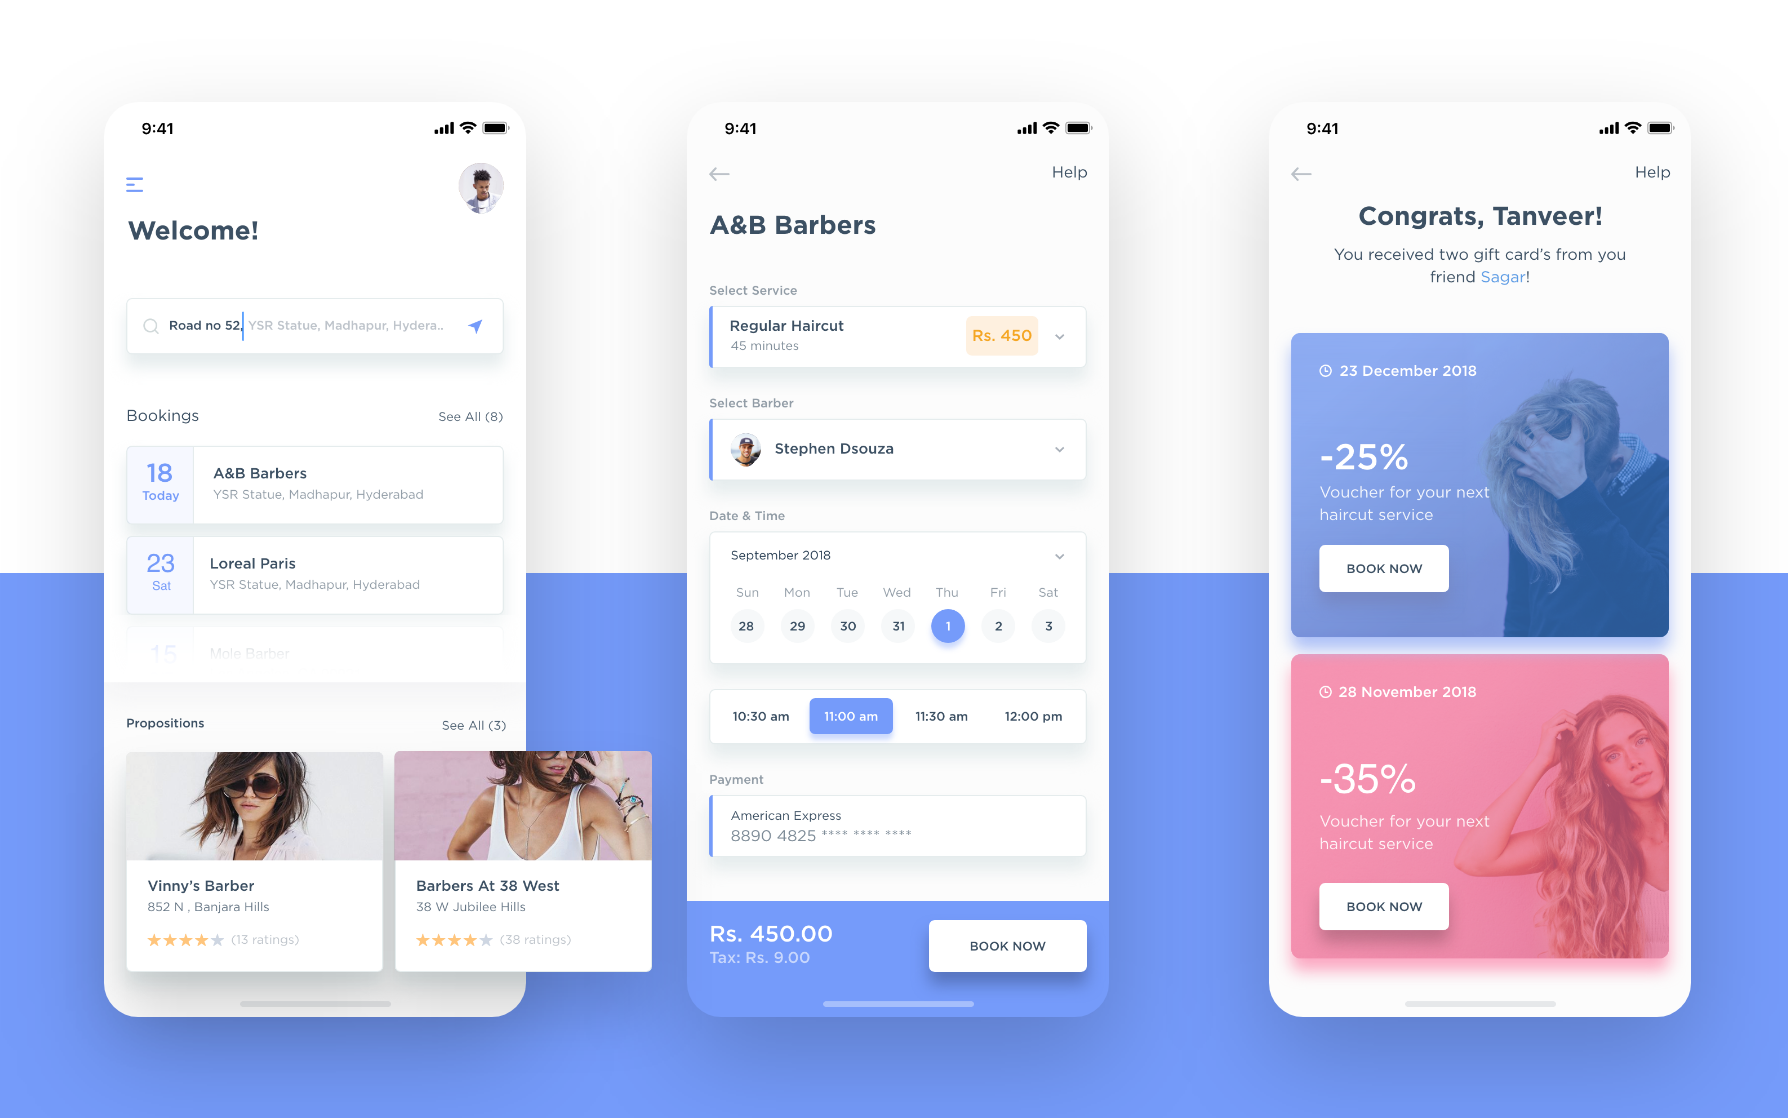 9:41
Welcome!
Road no 52, YSR Statue, Madhapur, Hydera..
Bookings
See All (8)
18
Today
A&B Barbers
YSR Statue, Madhapur, Hyderabad
23
Sat
Loreal Paris
YSR Statue, Madhapur, Hyderabad
15
Mole Barber
Propositions
See All (3)
Vinny's Barber
852 N , Banjara Hills
(13 ratings)
Barbers At 38 West
38 W Jubilee Hills
(38 ratings)
9:41
Help
A&B Barbers
Select Service
Regular Haircut
45 minutes
Rs. 450
Select Barber
Stephen Dsouza
Date & Time
September 2018
Sun Mon Tue Wed Thu Fri Sat
28 29 30 31 1 2 3
10:30 am 11:00 am 11:30 am 12:00 pm
Payment
American Express
8890 4825 **** **** ****
Rs. 450.00
Tax: Rs. 9.00
BOOK NOW
9:41
Help
Congrats, Tanveer!
You received two gift card's from you
friend Sagar!
23 December 2018
-25%
Voucher for your next
haircut service
BOOK NOW
28 November 2018
-35%
Voucher for your next
haircut service
BOOK NOW